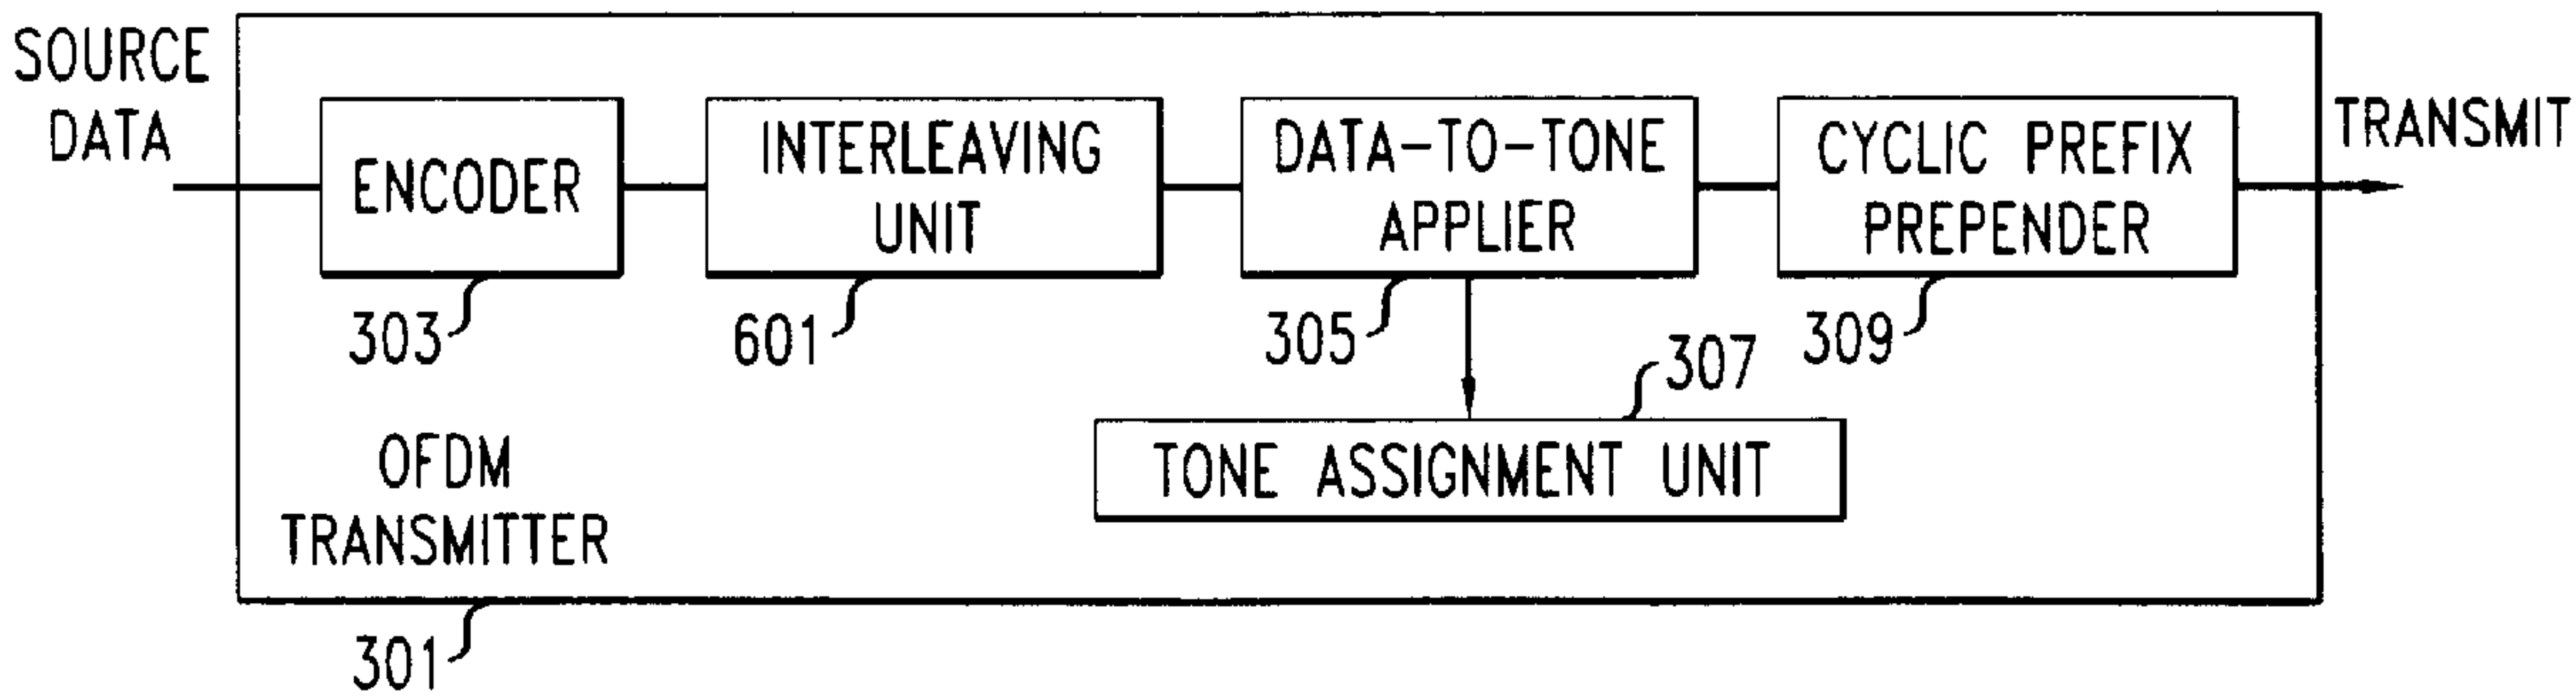 SOURCE
DATA
ENCODER
303
INTERLEAVING
UNIT
601
DATA-TO-TONE
APPLIER
305
CYCLIC PREFIX
PREPENDER
309
TRANSMIT
307
TONE ASSIGNMENT UNIT
OFDM
TRANSMITTER
301